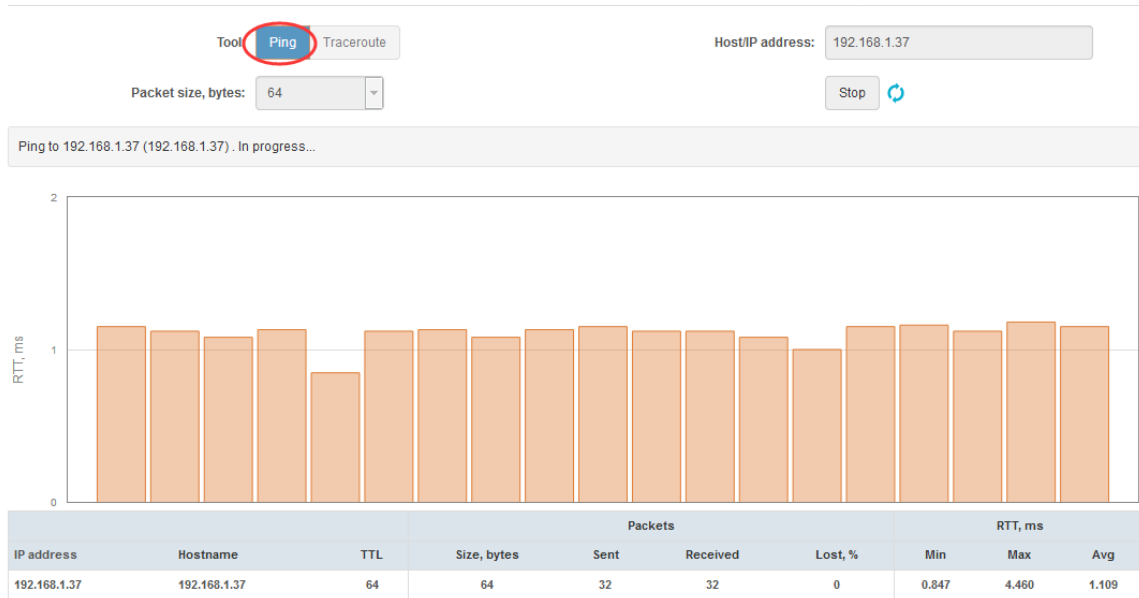 Tool: Ping Traceroute Host/IP address: 192.168.1.37
Packet size, bytes: 64 Stop
Ping to 192.168.1.37 (192.168.1.37) . In progress...
2
1
0
RTT, ms
Packets RTT, ms
IP address Hostname TTL Size, bytes Sent Received Lost, % Min Max Avg
192.168.1.37 192.168.1.37 64 64 32 32 0 0.847 4.460 1.109